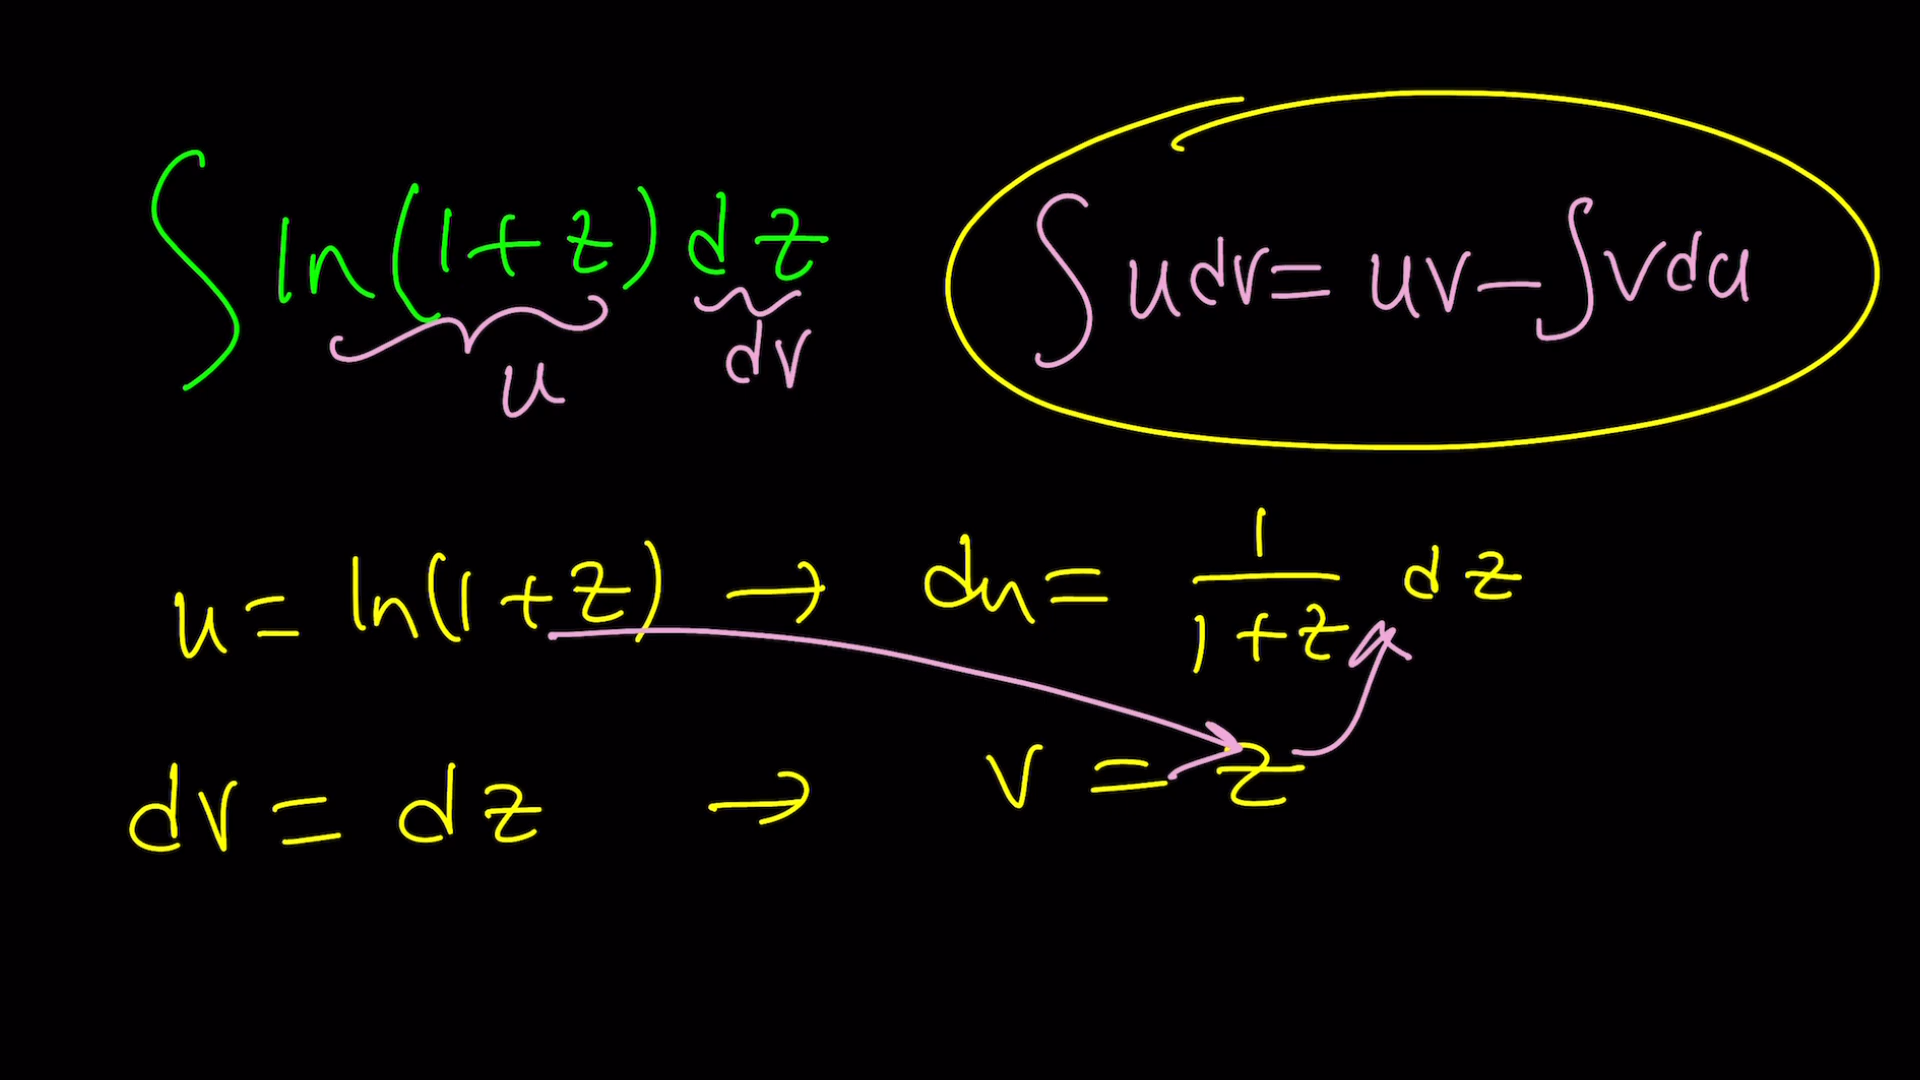 ∫ ln(1+z) dz
u dv
∫ u dv = uv - ∫ v du
u = ln(1+z) → du = 1/(1+z) dz
dv = dz → v = z